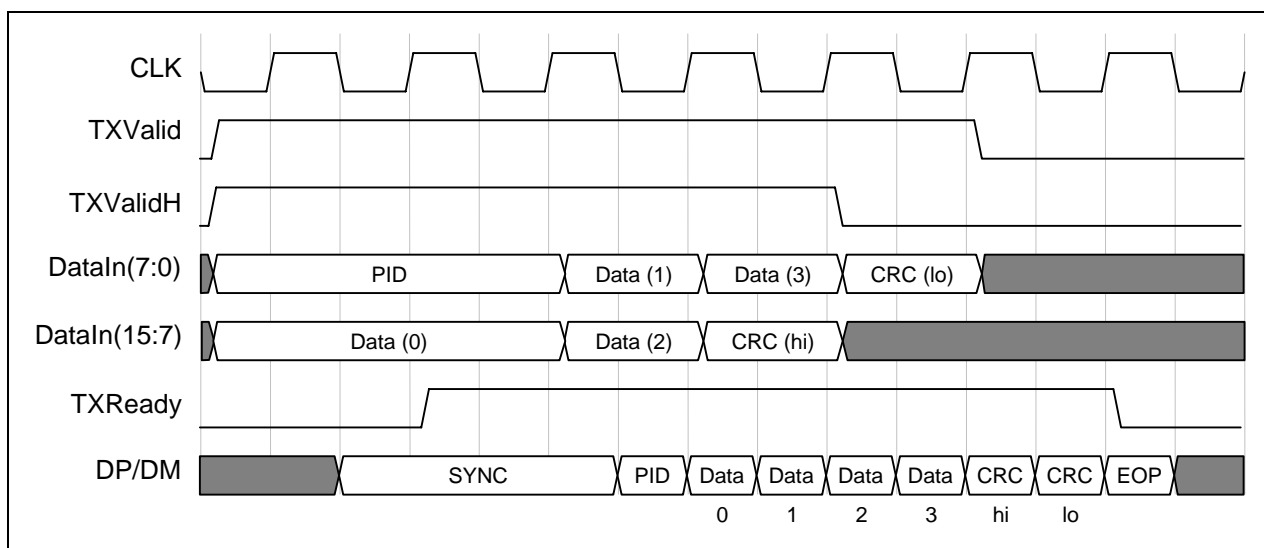 CLK
TXValid
TXValidH
DataIn(7:0) PID Data (1) Data (3) CRC (lo)
DataIn(15:7) Data (0) Data (2) CRC (hi)
TXReady
DP/DM SYNC PID Data Data Data Data CRC CRC EOP
0 1 2 3 hi lo